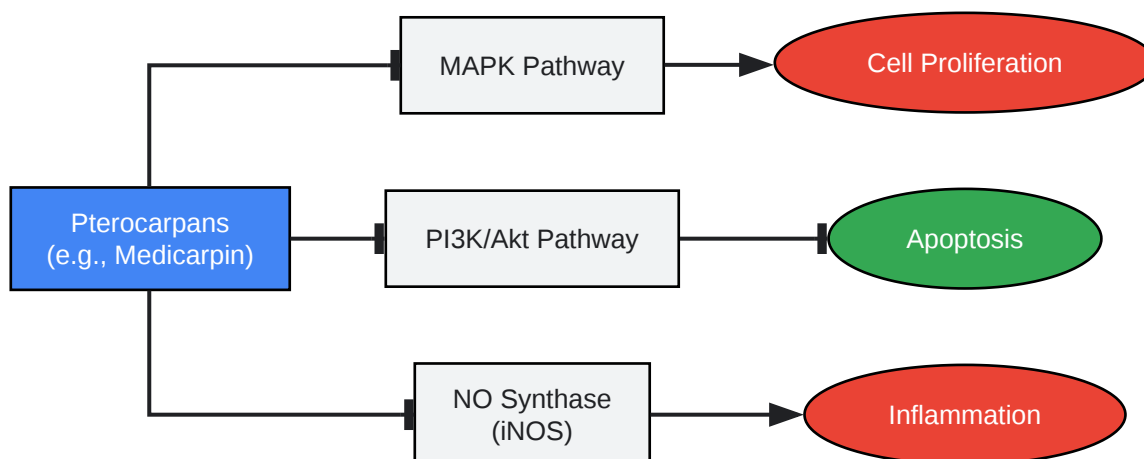 MAPK Pathway
Cell Proliferation
Pterocarpans
(e.g., Medicarpin)
PI3K/Akt Pathway
Apoptosis
NO Synthase
(iNOS)
Inflammation